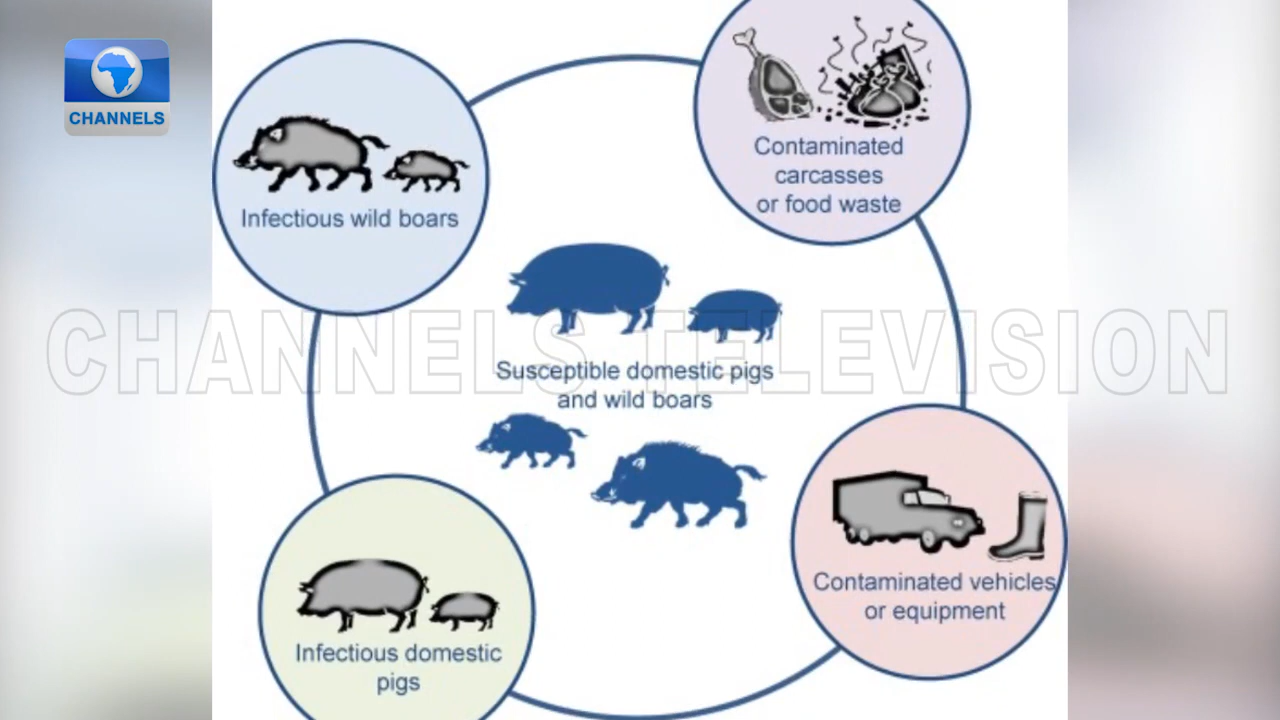 CHANNELS
Infectious wild boars
Contaminated
carcasses
or food waste
CHANNELS TELEVISION
Susceptible domestic pigs
and wild boars
Infectious domestic
pigs
Contaminated vehicles
or equipment